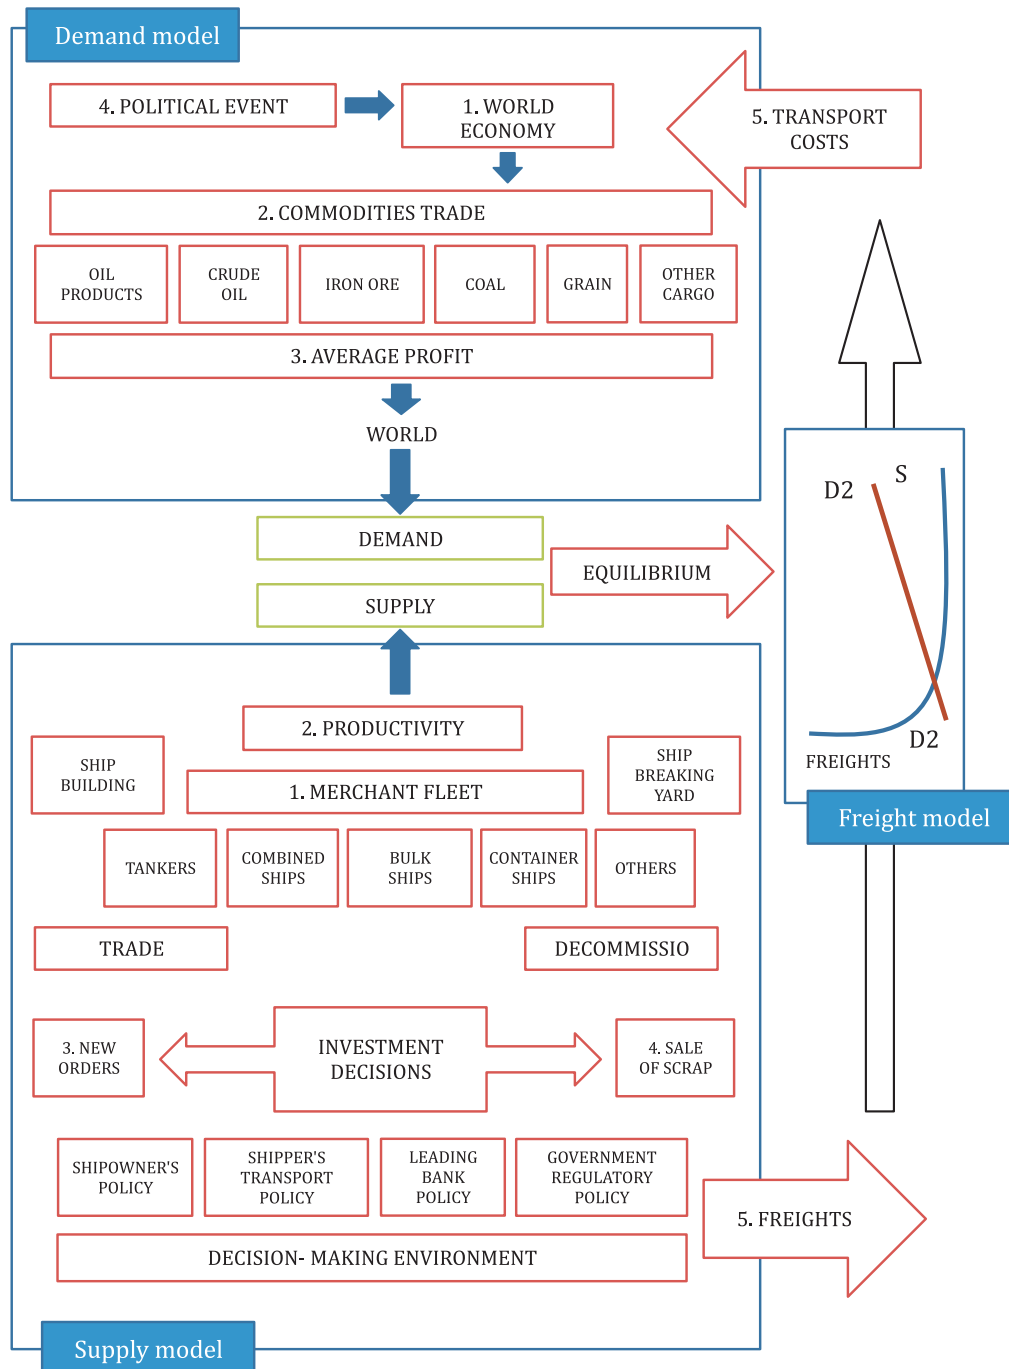 Demand model
4. POLITICAL EVENT
1. WORLD
ECONOMY
5. TRANSPORT
COSTS
2. COMMODITIES TRADE
OIL
PRODUCTS
CRUDE
OIL
IRON ORE
COAL
GRAIN
OTHER
CARGO
3. AVERAGE PROFIT
WORLD
DEMAND
SUPPLY
EQUILIBRIUM
D2
S
D2
FREIGHTS
Freight model
2. PRODUCTIVITY
SHIP
BUILDING
1. MERCHANT FLEET
SHIP
BREAKING
YARD
TANKERS
COMBINED
SHIPS
BULK
SHIPS
CONTAINER
SHIPS
OTHERS
TRADE
DECOMMISSIO
3. NEW
ORDERS
INVESTMENT
DECISIONS
4. SALE
OF SCRAP
SHIPOWNER'S
POLICY
SHIPPER'S
TRANSPORT
POLICY
LEADING
BANK
POLICY
GOVERNMENT
REGULATORY
POLICY
5. FREIGHTS
DECISION- MAKING ENVIRONMENT
Supply model